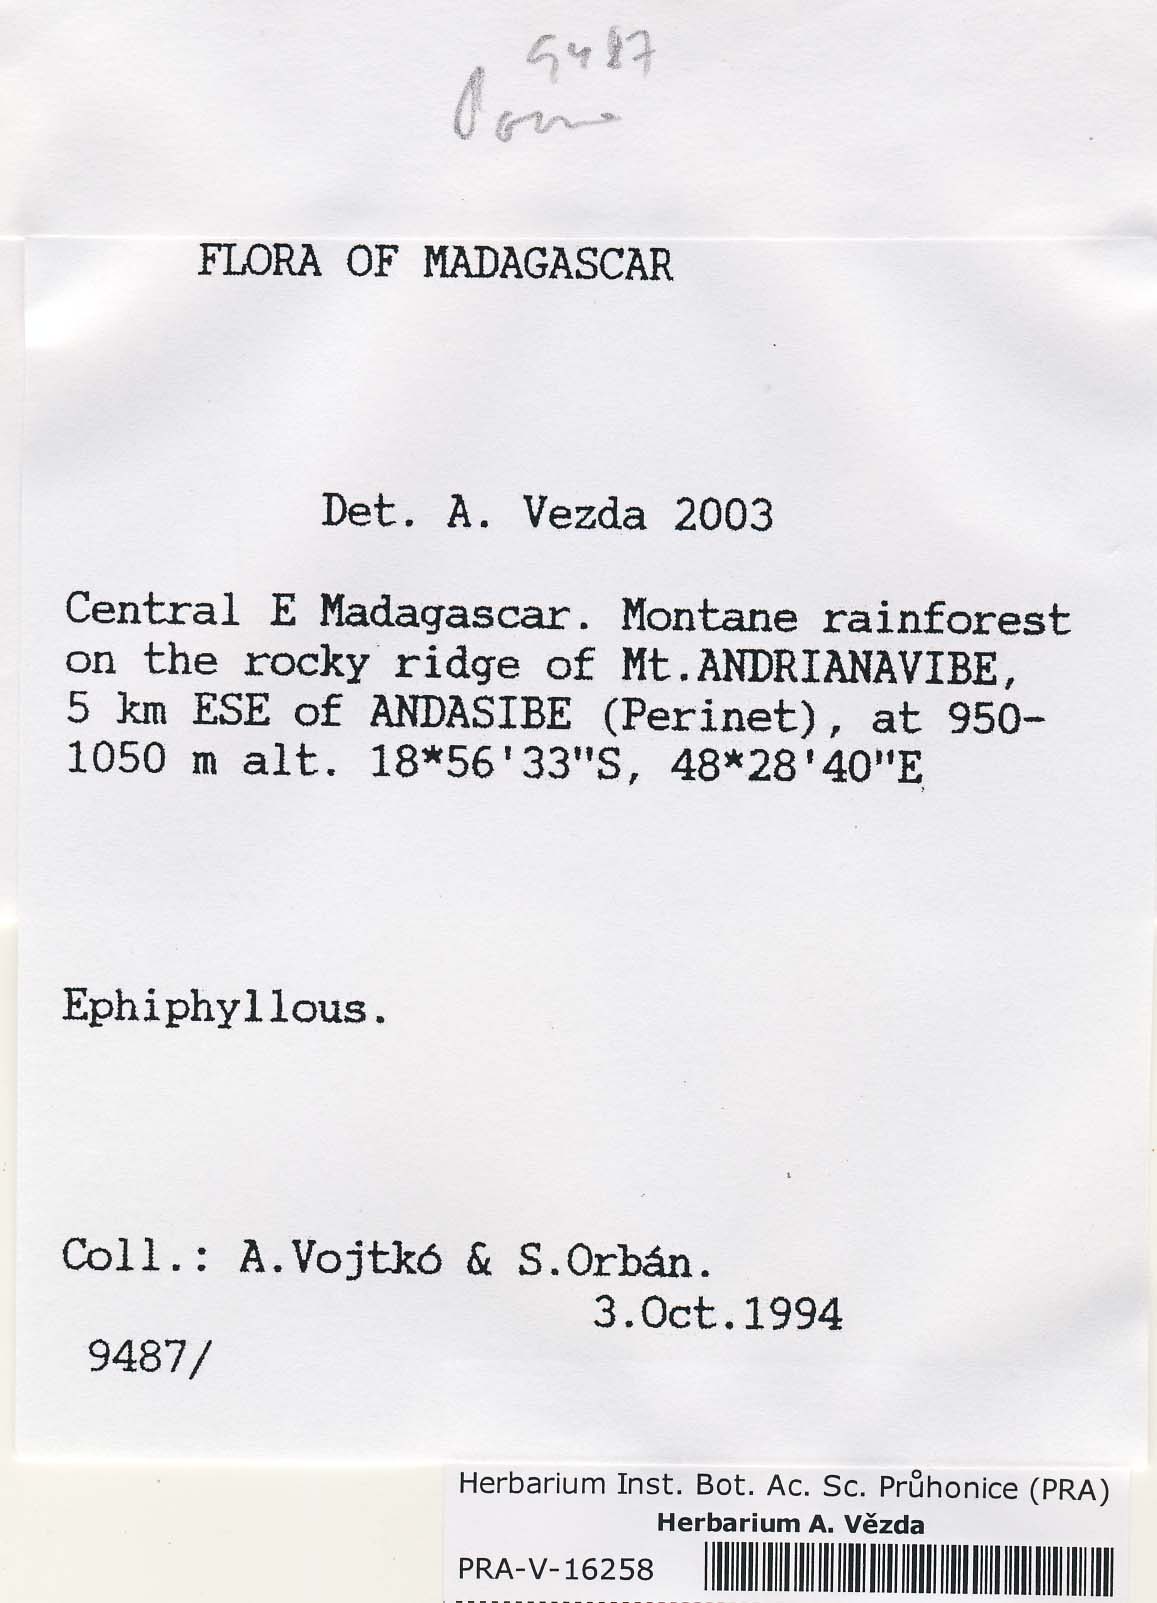 9487
FLORA OF MADAGASCAR
Det. A. Vezda 2003
Central E Madagascar. Montane rainforest
on the rocky ridge of Mt.ANDRIANAVIBE,
5 km ESE of ANDASIBE (Perinet), at 950-
1050 m alt. 18*56'33"S, 48*28'40"E
Ephiphyllous.
Coll.: A.Vojtkó & S.Orbán.
3.Oct.1994
9487/
Herbarium Inst. Bot. Ac. Sc. Průhonice (PRA)
Herbarium A. Vězda
PRA-V-16258